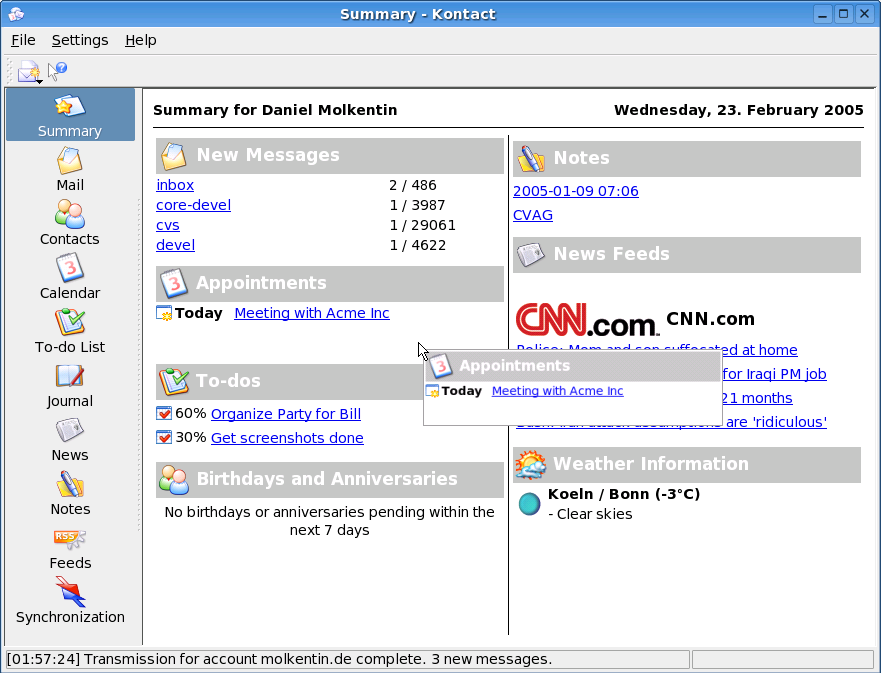 Summary - Kontact
File Settings Help
Summary
Mail
Contacts
Calendar
To-do List
Journal
News
Notes
Feeds
Synchronization
Summary for Daniel Molkentin Wednesday, 23. February 2005
New Messages
inbox 2 / 486
core-devel 1 / 3987
cvs 1 / 29061
devel 1 / 4622
3 Appointments
Today Meeting with Acme Inc
To-dos
60% Organize Party for Bill
30% Get screenshots done
Birthdays and Anniversaries
No birthdays or anniversaries pending within the
next 7 days
3 Appointments
Today Meeting with Acme Inc
Notes
2005-01-09 07:06
CVAG
News Feeds
CNN.com CNN.com
Police: Mom and son suffocated at home
for Iraqi PM job
21 months
are 'ridiculous'
Weather Information
Koeln / Bonn (-3°C)
- Clear skies
[01:57:24] Transmission for account molkentin.de complete. 3 new messages.